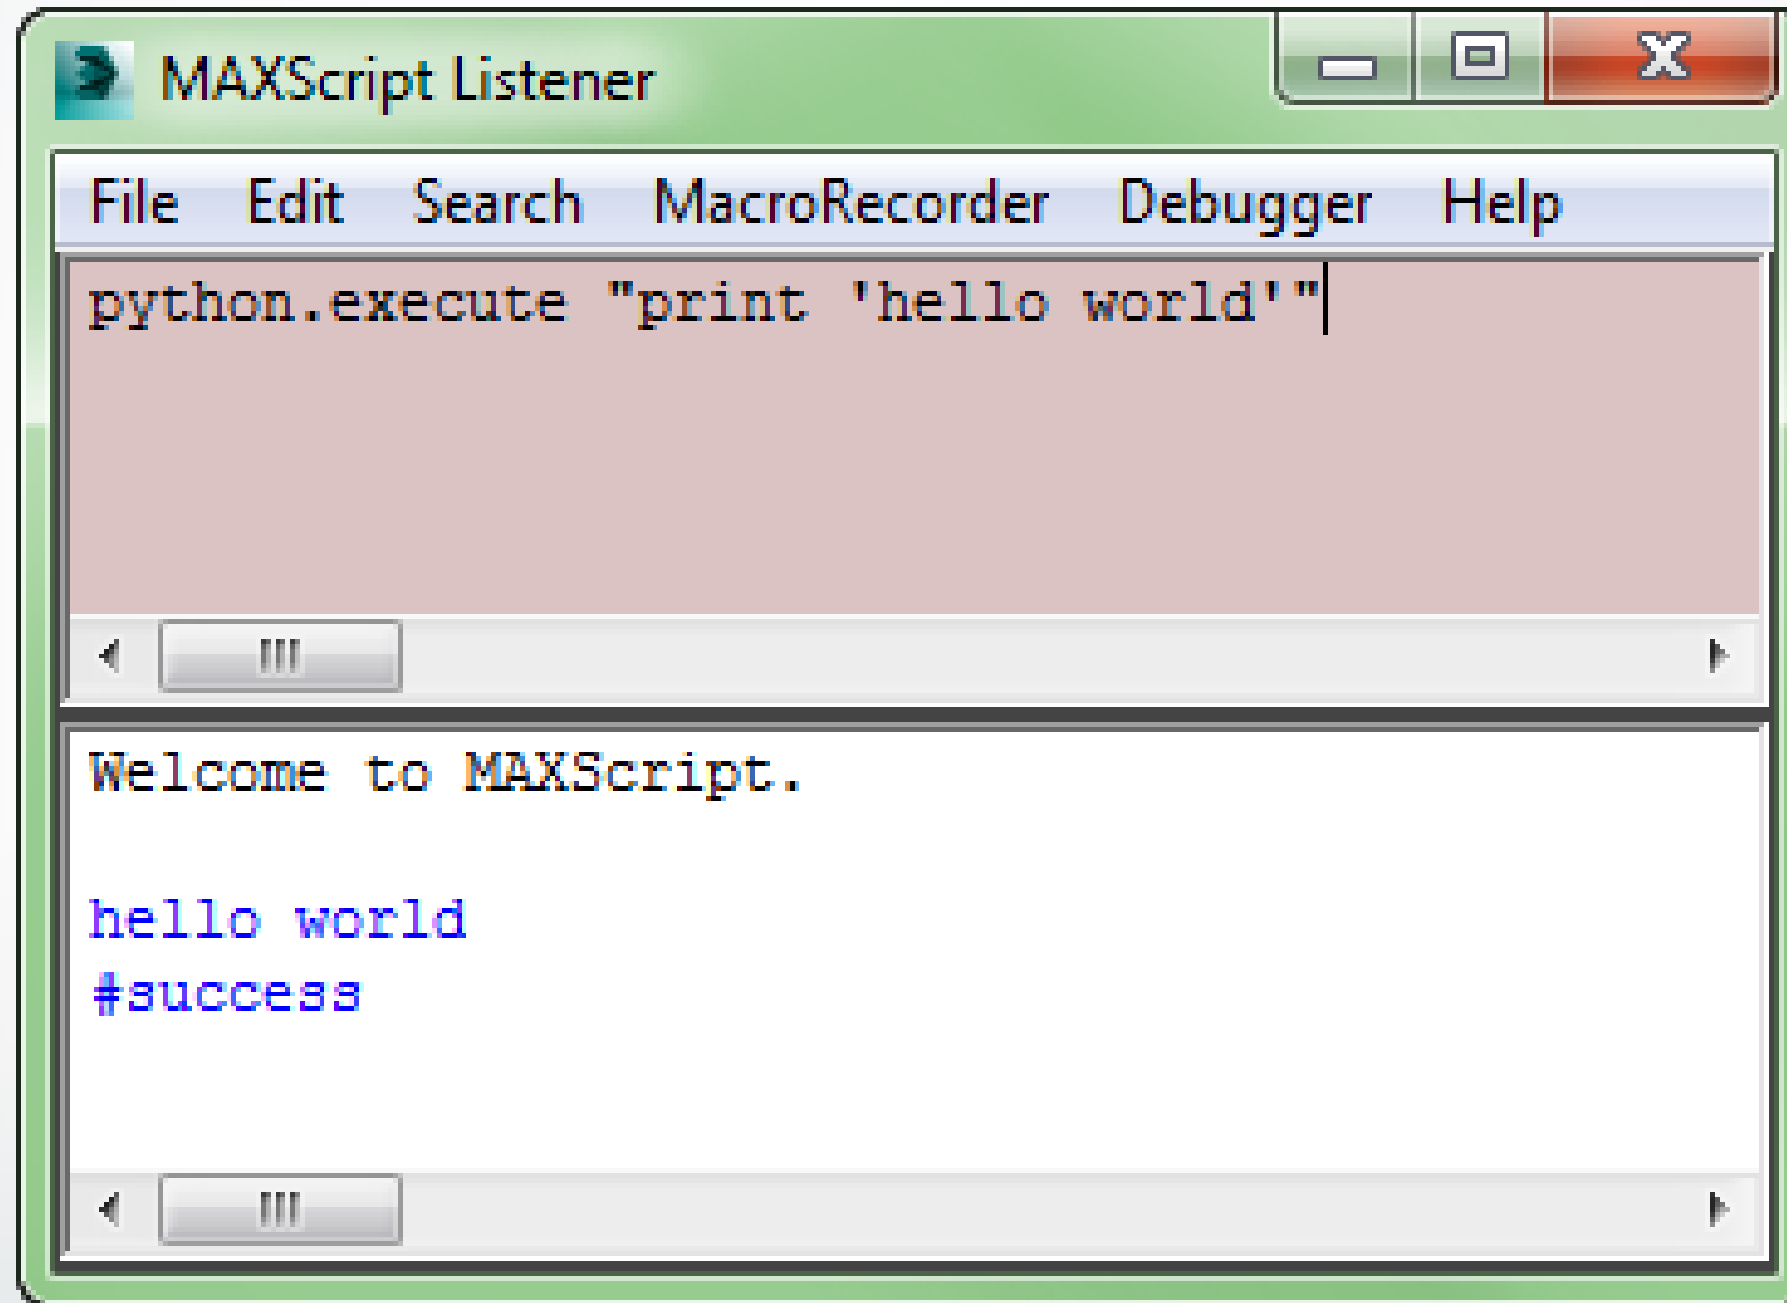 MAXScript Listener
File Edit Search MacroRecorder Debugger Help
python.execute "print 'hello world'"
Welcome to MAXScript.
hello world
#success